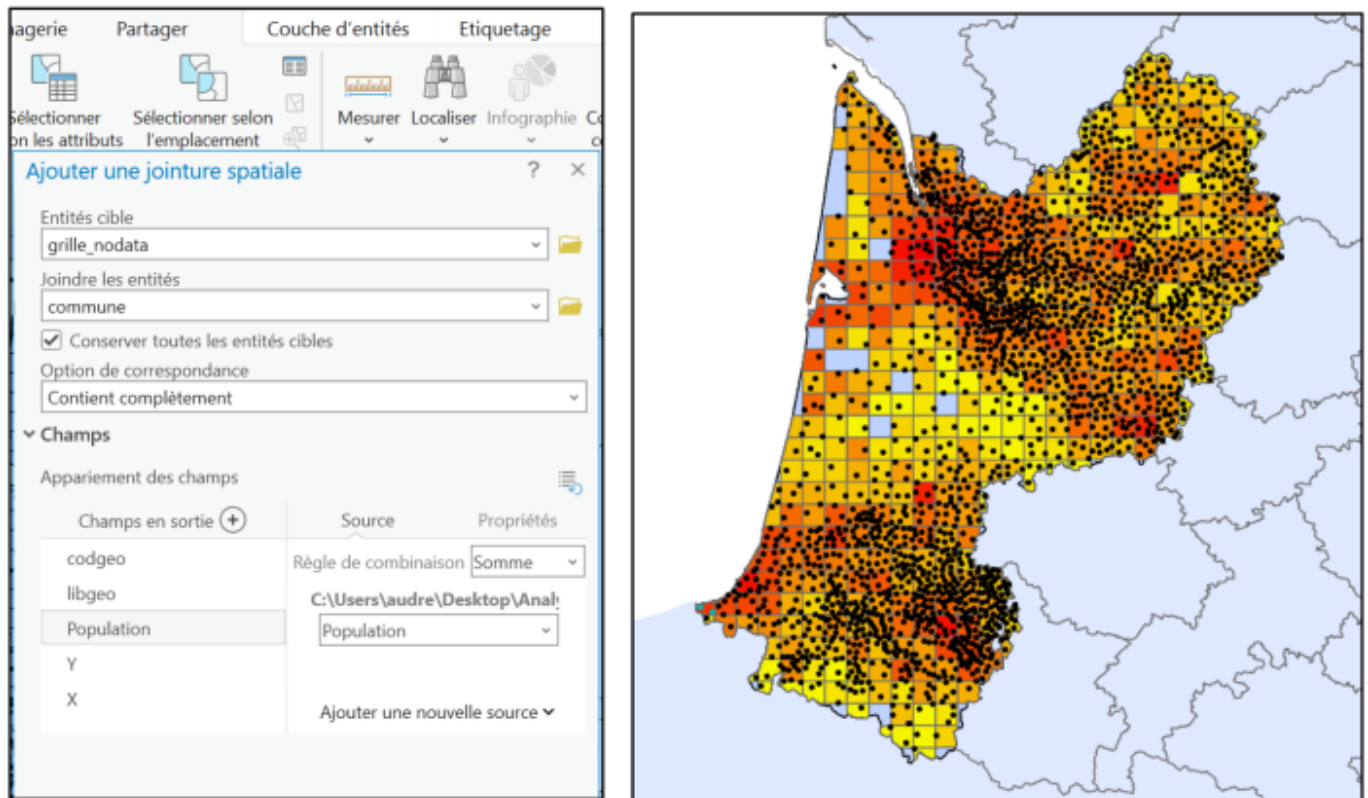 nagerie Partager Couche d'entités Etiquetage
Sélectionner Sélectionner selon Mesurer Localiser Infographie Co
on les attributs l'emplacement
Ajouter une jointure spatiale ? ×
Entités cible
grille_nodata
Joindre les entités
commune
Conserver toutes les entités cibles
Option de correspondance
Contient complètement
Champs
Appariement des champs
Champs en sortie Source Propriétés
codgeo Règle de combinaison Somme
libgeo C:\Users\audre\Desktop\Anal
Population Population
Y
X
Ajouter une nouvelle source